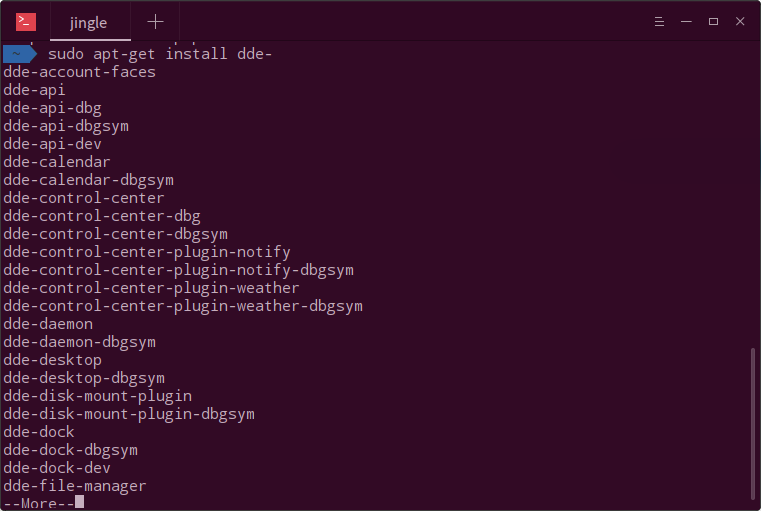 >_ jingle
~ sudo apt-get install dde-
dde-account-faces
dde-api
dde-api-dbg
dde-api-dbgsym
dde-api-dev
dde-calendar
dde-calendar-dbgsym
dde-control-center
dde-control-center-dbg
dde-control-center-dbgsym
dde-control-center-plugin-notify
dde-control-center-plugin-notify-dbgsym
dde-control-center-plugin-weather
dde-control-center-plugin-weather-dbgsym
dde-daemon
dde-daemon-dbgsym
dde-desktop
dde-desktop-dbgsym
dde-disk-mount-plugin
dde-disk-mount-plugin-dbgsym
dde-dock
dde-dock-dbgsym
dde-dock-dev
dde-file-manager
--More--